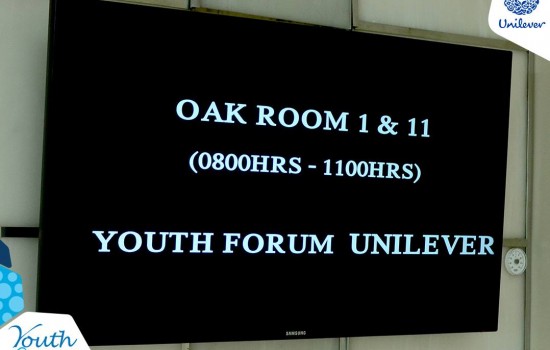 Unilever
OAK ROOM 1 & 11
(0800HRS - 1100HRS)
YOUTH FORUM UNILEVER
SAMSUNG
Youth